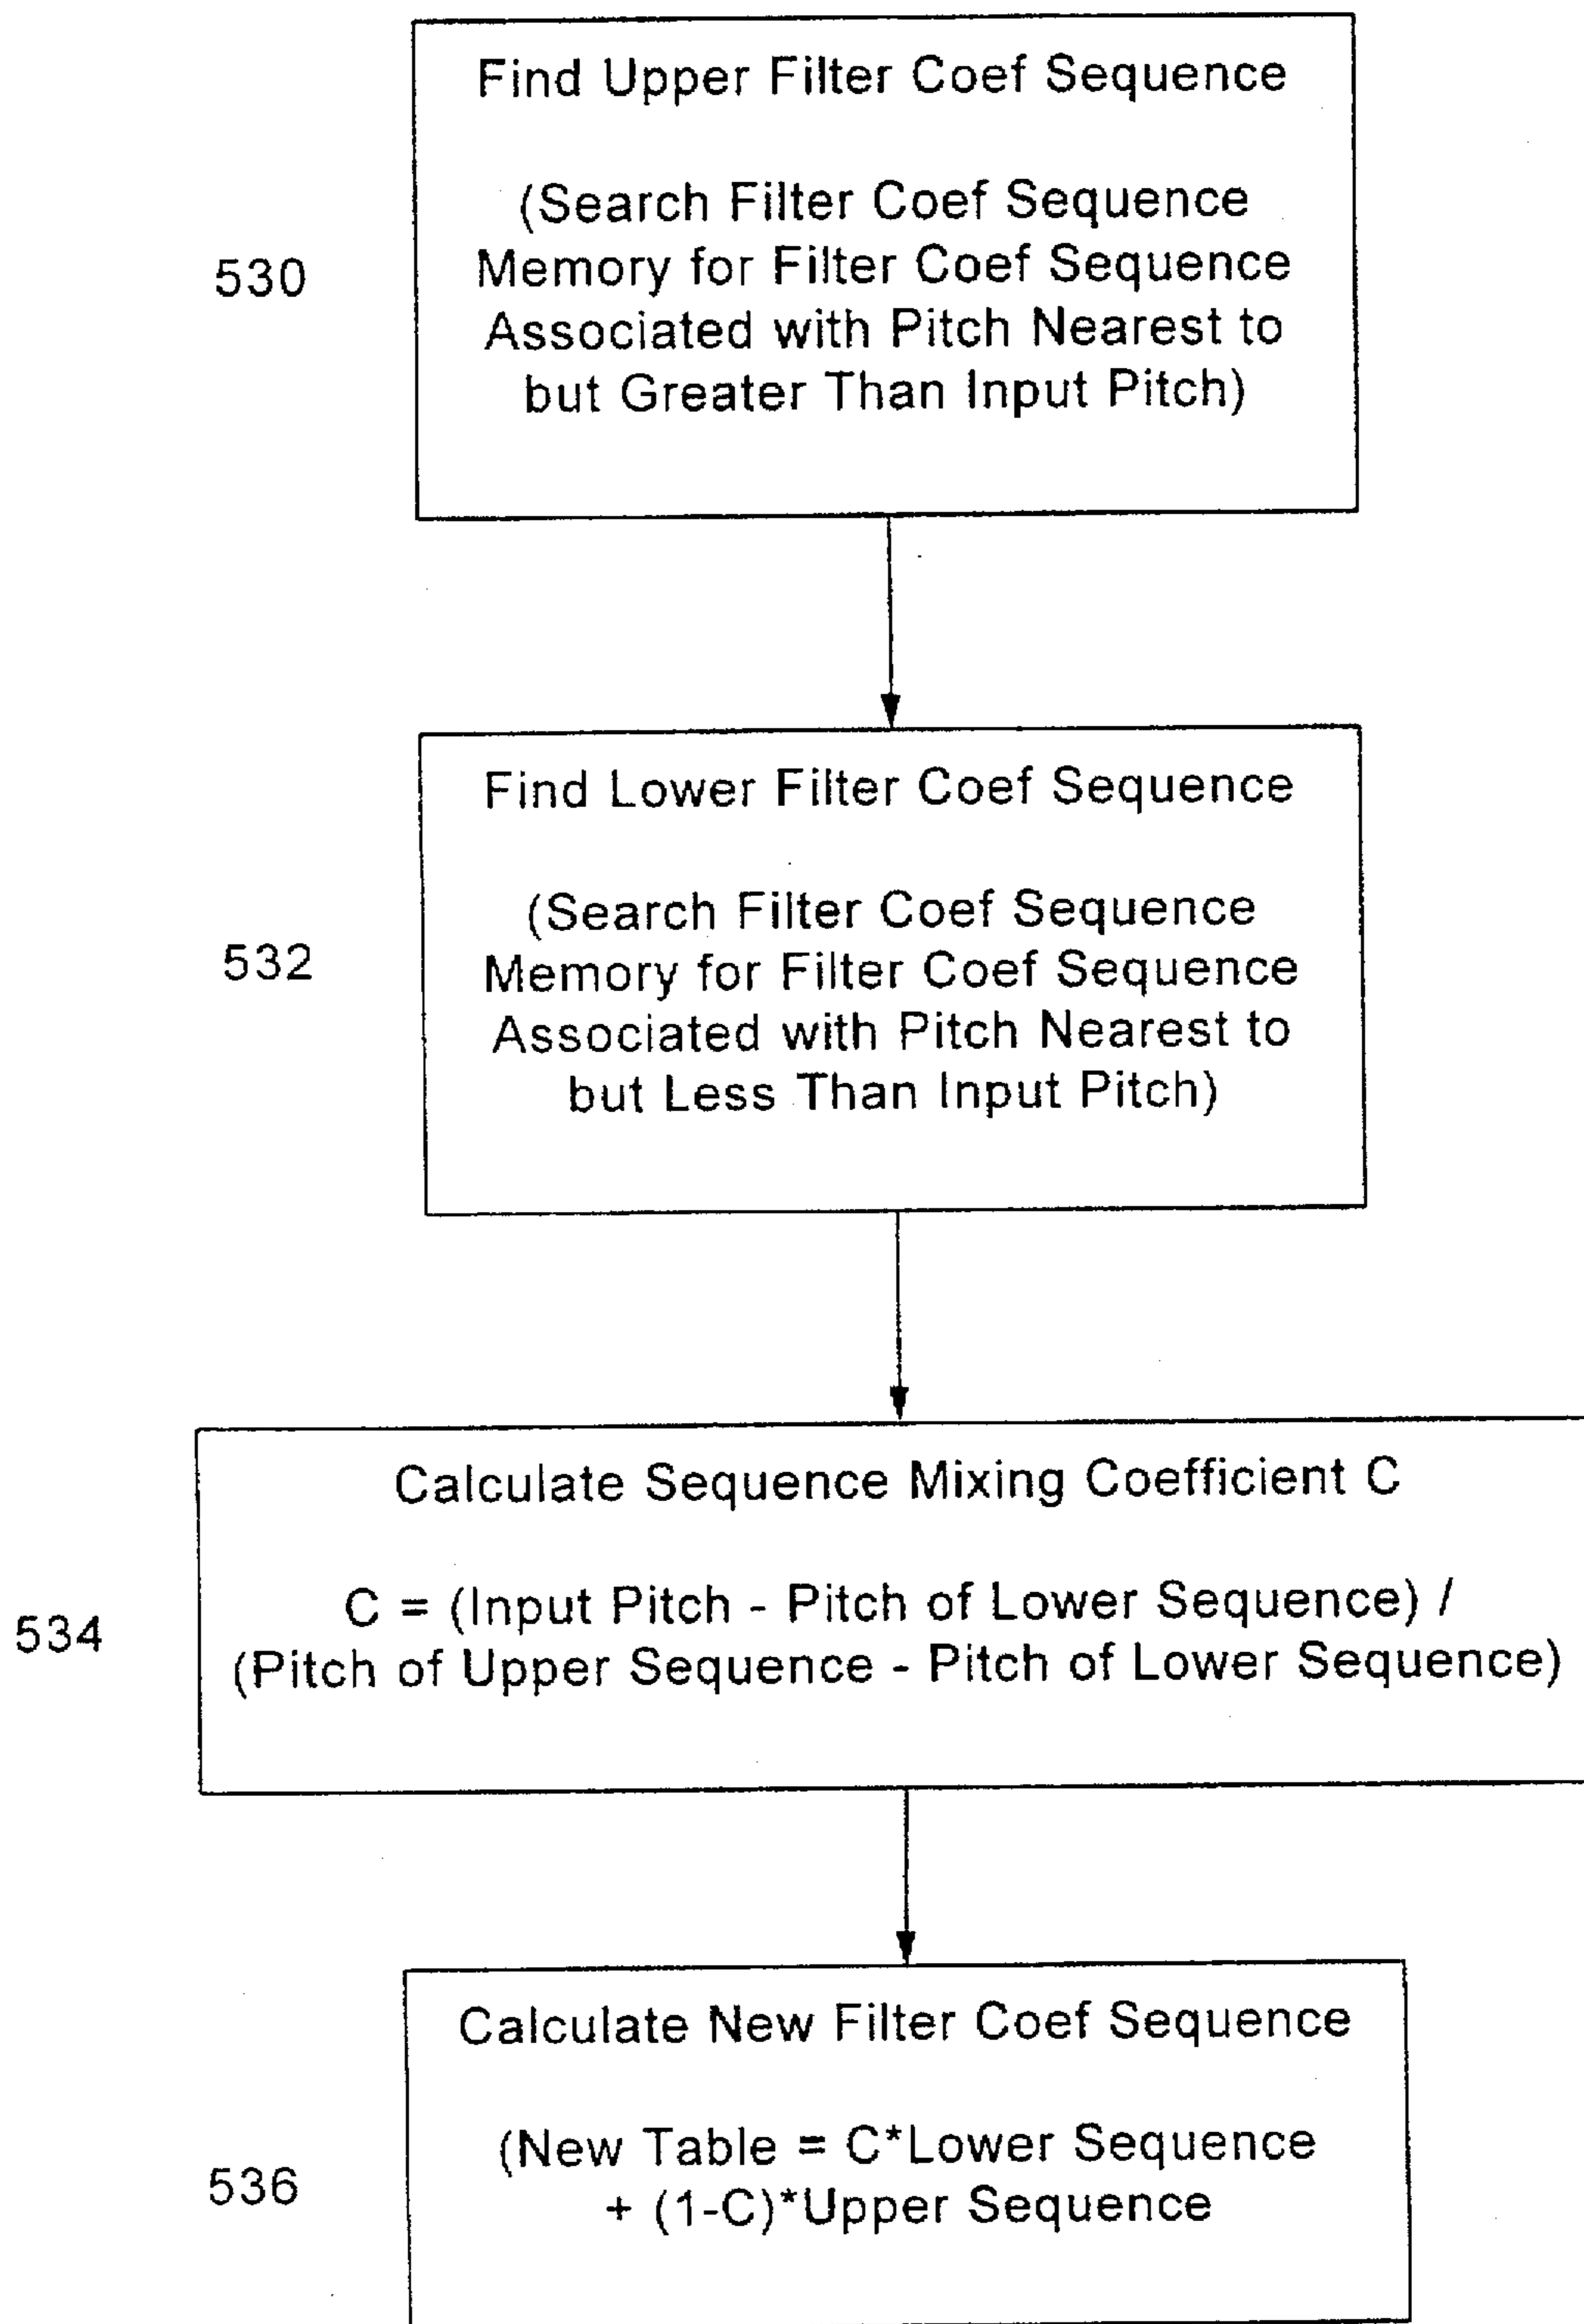 Find Upper Filter Coef Sequence
(Search Filter Coef Sequence
530
Memory for Filter Coef Sequence
Associated with Pitch Nearest to
but Greater Than Input Pitch)
Find Lower Filter Coef Sequence
(Search Filter Coef Sequence
532
Memory for Filter Coef Sequence
Associated with Pitch Nearest to
but Less Than Input Pitch)
Calculate Sequence Mixing Coefficient C
C = (Input Pitch - Pitch of Lower Sequence) /
534
(Pitch of Upper Sequence - Pitch of Lower Sequence)
Calculate New Filter Coef Sequence
(New Table = C*Lower Sequence
536
+ (1-C)*Upper Sequence